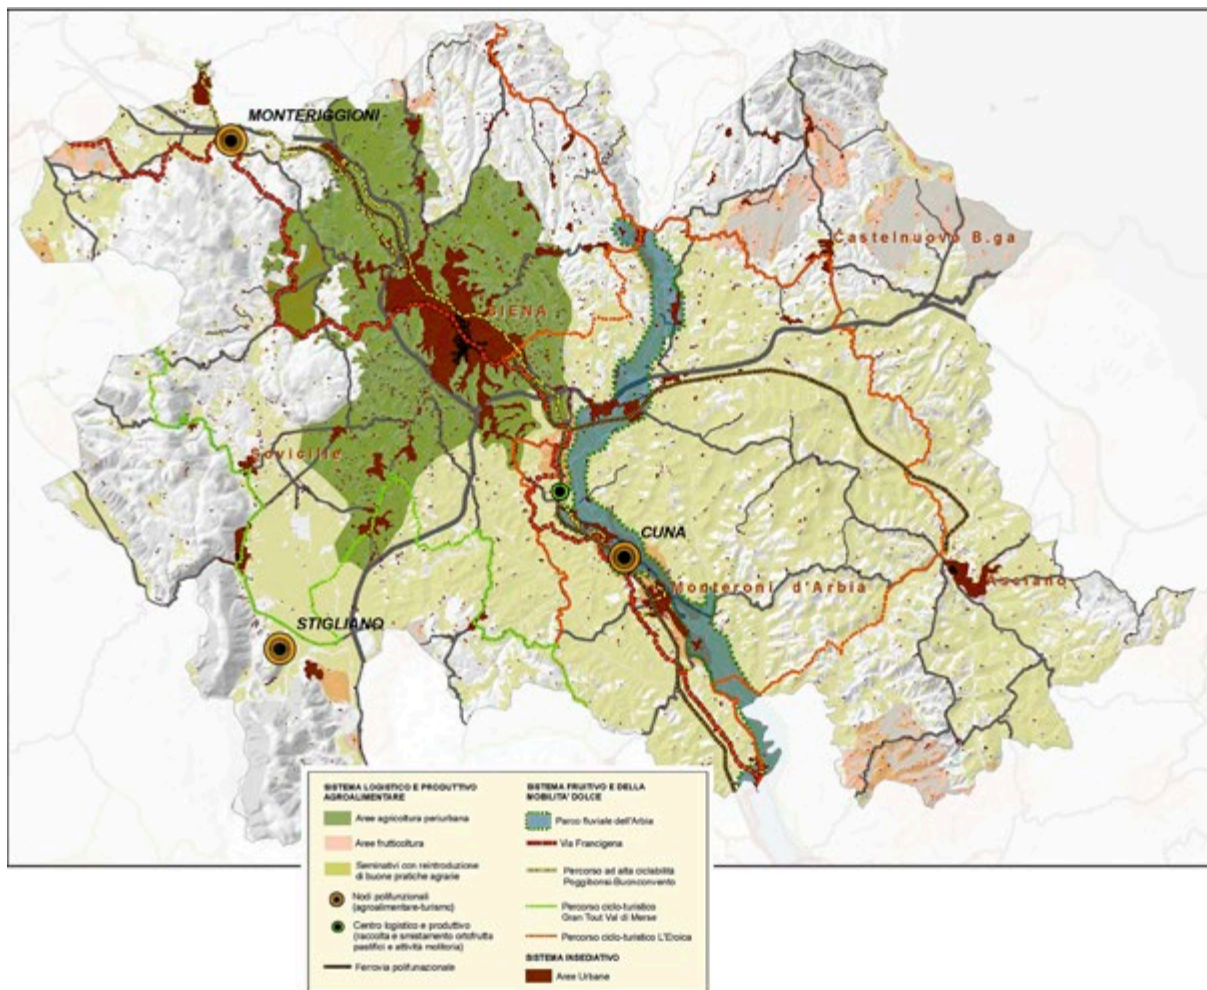 MONTERIGGIONI
Castelnuovo B.ga
SIENA
Sovicille
CUNA
Monteroni d'Arbia
Asciano
STIGLIANO
SISTEMA LOGISTICO E PRODUTTIVO
AGROALIMENTARE
Aree agricoltura periurbana
Aree frutticoltura
Seminativi con reintroduzione
di buone pratiche agrarie
Nodi polifunzionali
(agroalimentare-turismo)
Centro logistico e produttivo
(raccolta e smistamento ortofrutta
pastifici e attività molitoria)
Ferrovia polifunazionale
SISTEMA FRUITIVO E DELLA
MOBILITA' DOLCE
Parco fluviale dell'Arbia
Via Francigena
Percorso ad alta ciclabilità
Poggibonsi-Buonconvento
Percorso ciclo-turistico
Gran Tout Val di Merse
Percorso ciclo-turistico L'Eroica
SISTEMA INSEDIATIVO
Aree Urbane